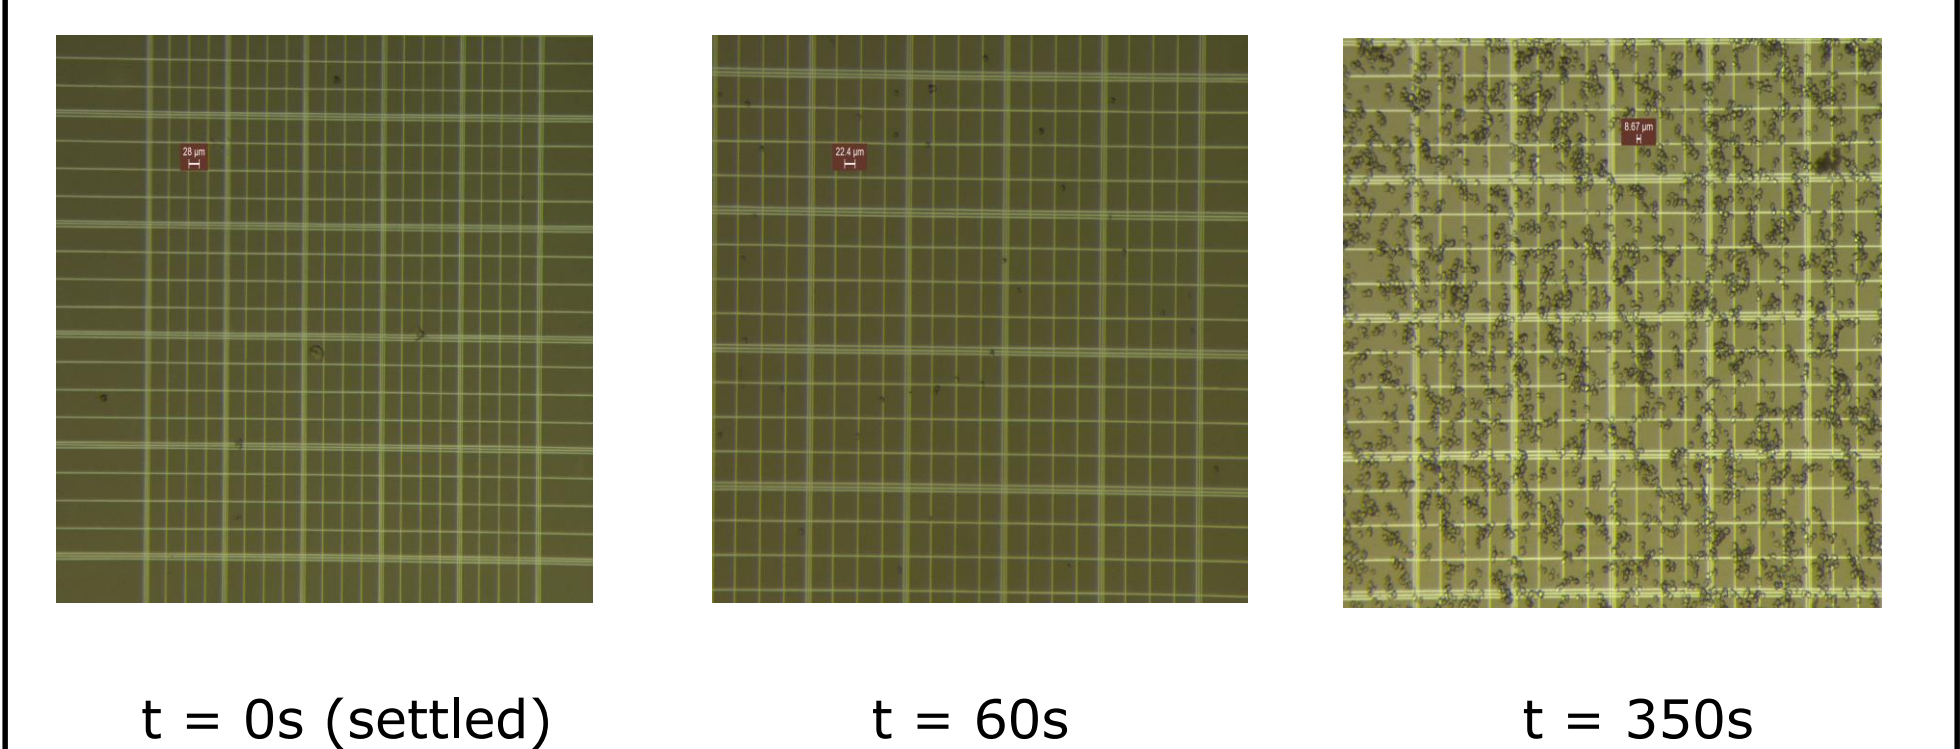 28 µm
22.4 µm
8.67 µm
t = 0s (settled)
t = 60s
t = 350s